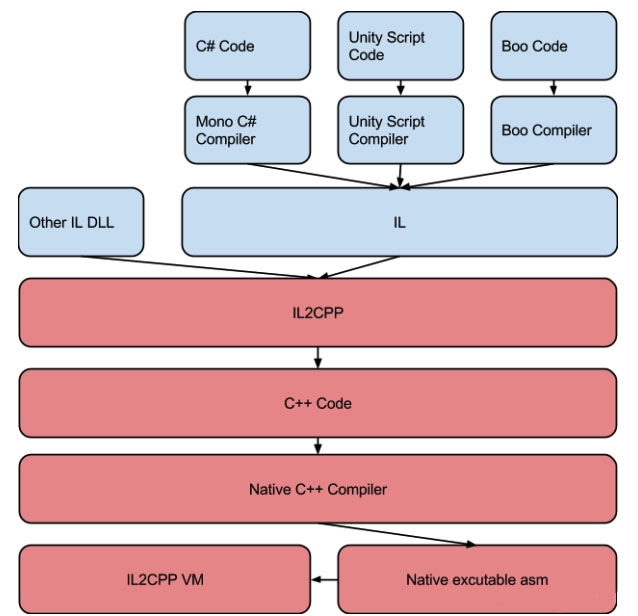 C# Code
Unity Script
Code
Boo Code
Mono C#
Compiler
Unity Script
Compiler
Boo Compiler
Other IL DLL
IL
IL2CPP
C++ Code
Native C++ Compiler
IL2CPP VM
Native excutable asm